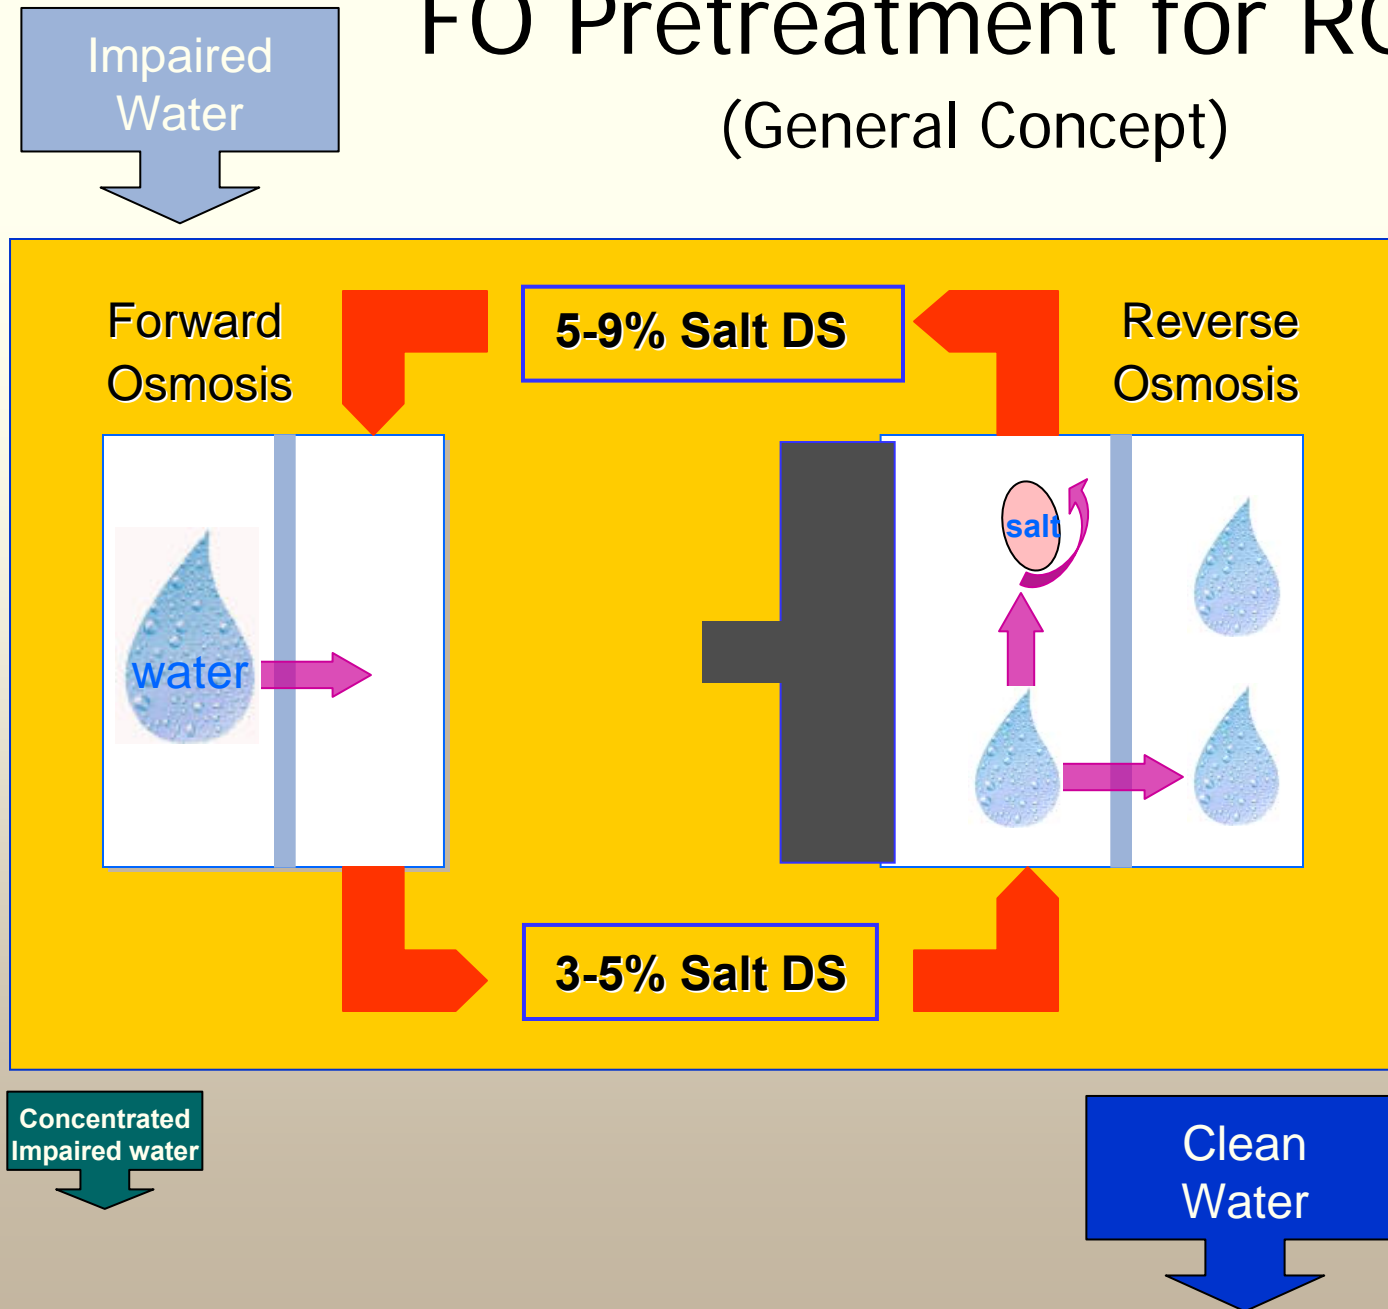 FO Pretreatment for RO
(General Concept)
Impaired
Water
Forward
Osmosis
5-9% Salt DS
Reverse
Osmosis
salt
water
3-5% Salt DS
Concentrated
Impaired water
Clean
Water